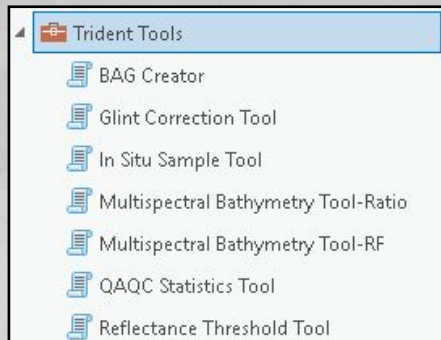 Trident Tools
BAG Creator
Glint Correction Tool
In Situ Sample Tool
Multispectral Bathymetry Tool-Ratio
Multispectral Bathymetry Tool-RF
QAQC Statistics Tool
Reflectance Threshold Tool